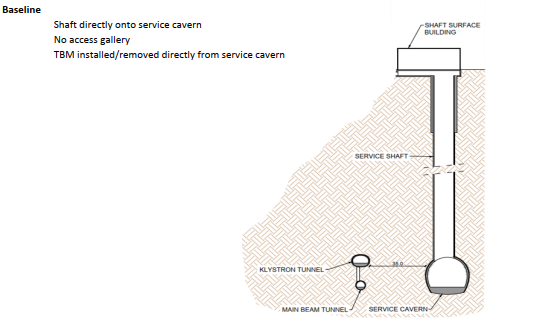 Baseline
Shaft directly onto service cavern
No access gallery
TBM installed/removed directly from service cavern
SHAFT SURFACE
BUILDING
SERVICE SHAFT
KLYSTRON TUNNEL
36.0
MAIN BEAM TUNNEL
SERVICE CAVERN